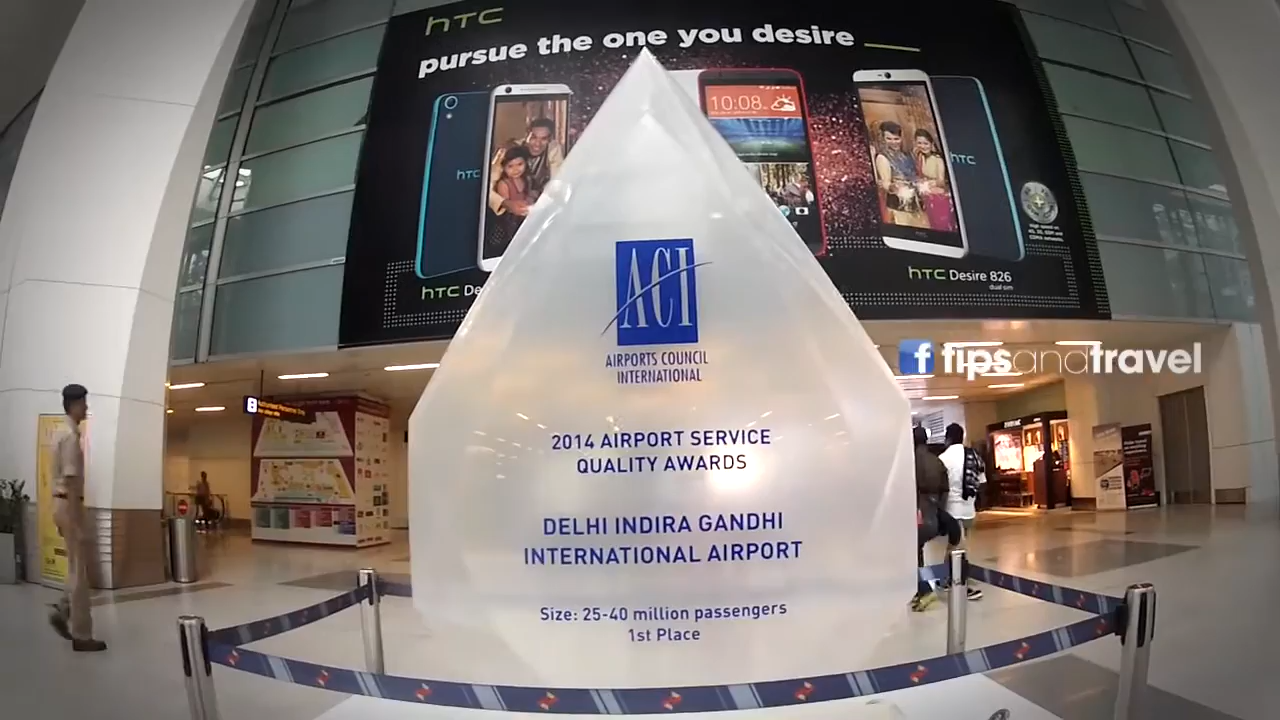 hTC
pursue the one you desire
10:08
hTC
hTC
hTC De
hTC Desire 826
dual sim
ACI
AIRPORTS COUNCIL
INTERNATIONAL
f tipsandtravel
2014 AIRPORT SERVICE
QUALITY AWARDS
DELHI INDIRA GANDHI
INTERNATIONAL AIRPORT
Size: 25-40 million passengers
1st Place